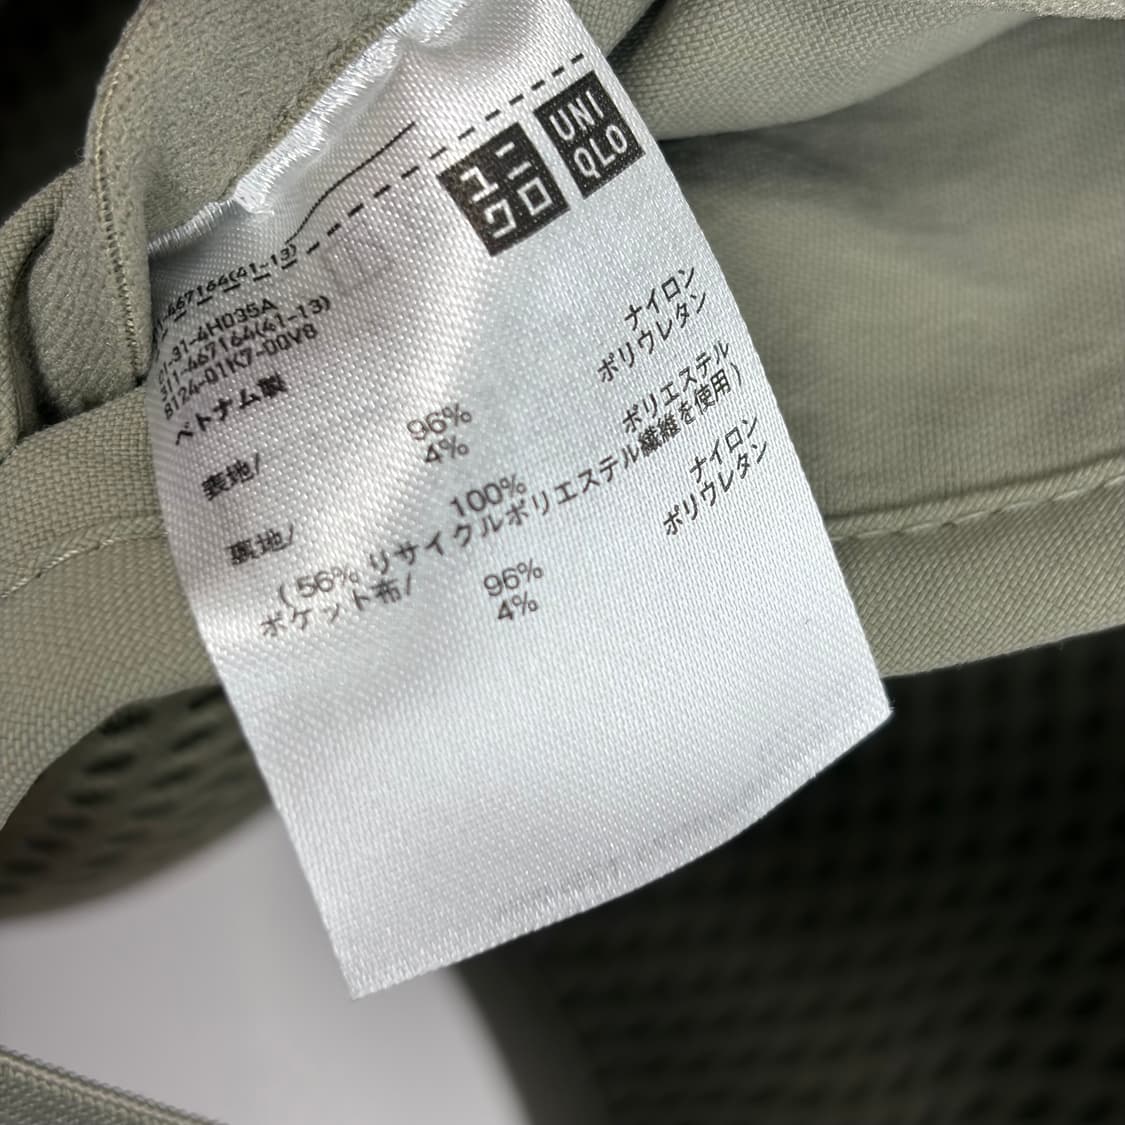 ユニクロ
UNI
QLO
467164(41-13)
31-4H035A
311-467164(41-13)
8124-01K7-00V8
ベトナム製
表地/ 96% ナイロン
4% ポリウレタン
裏地/ 100% ポリエステル
(56% リサイクルポリエステル繊維を使用)
ポケット布/ 96% ナイロン
4% ポリウレタン